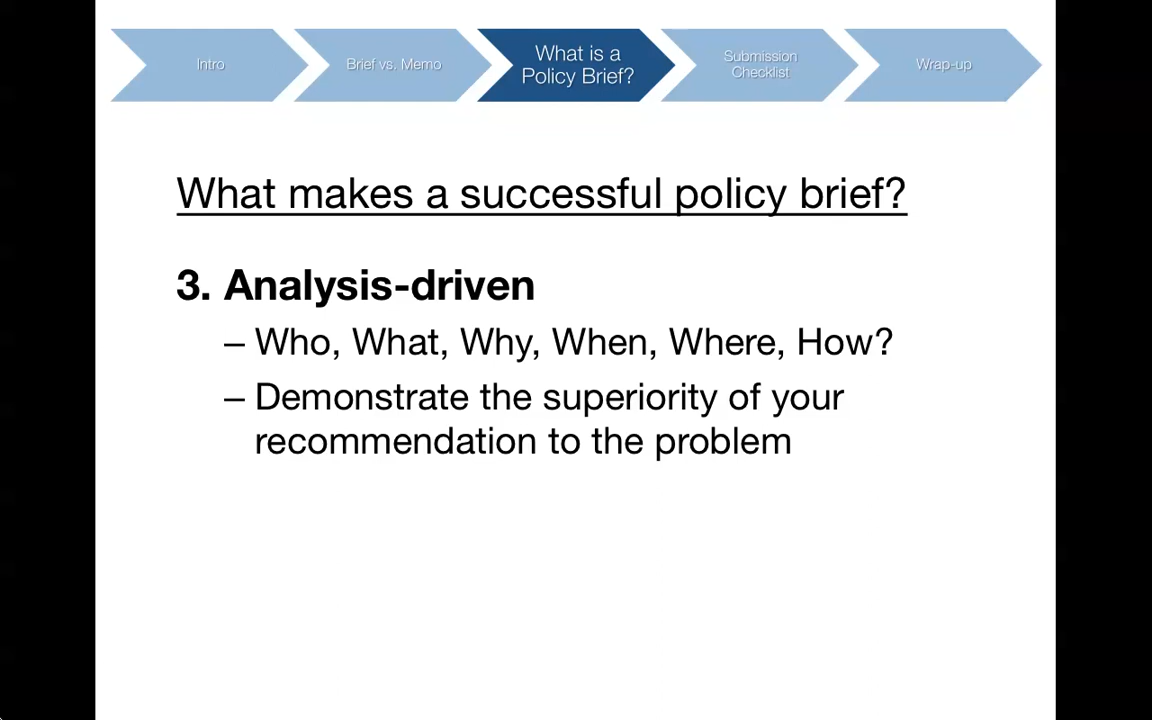 Intro
Brief vs. Memo
What is a
Policy Brief?
Submission
Checklist
Wrap-up
What makes a successful policy brief?
3. Analysis-driven
– Who, What, Why, When, Where, How?
– Demonstrate the superiority of your
recommendation to the problem